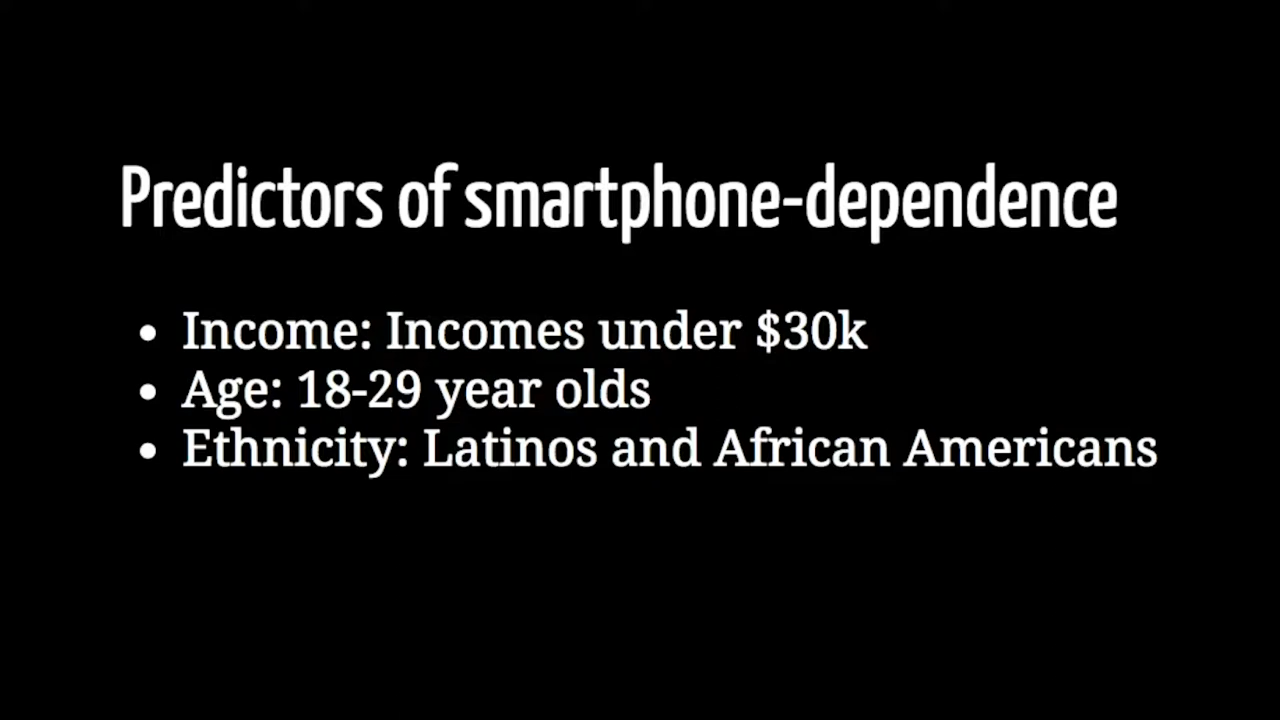 Predictors of smartphone-dependence
• Income: Incomes under $30k
• Age: 18-29 year olds
• Ethnicity: Latinos and African Americans